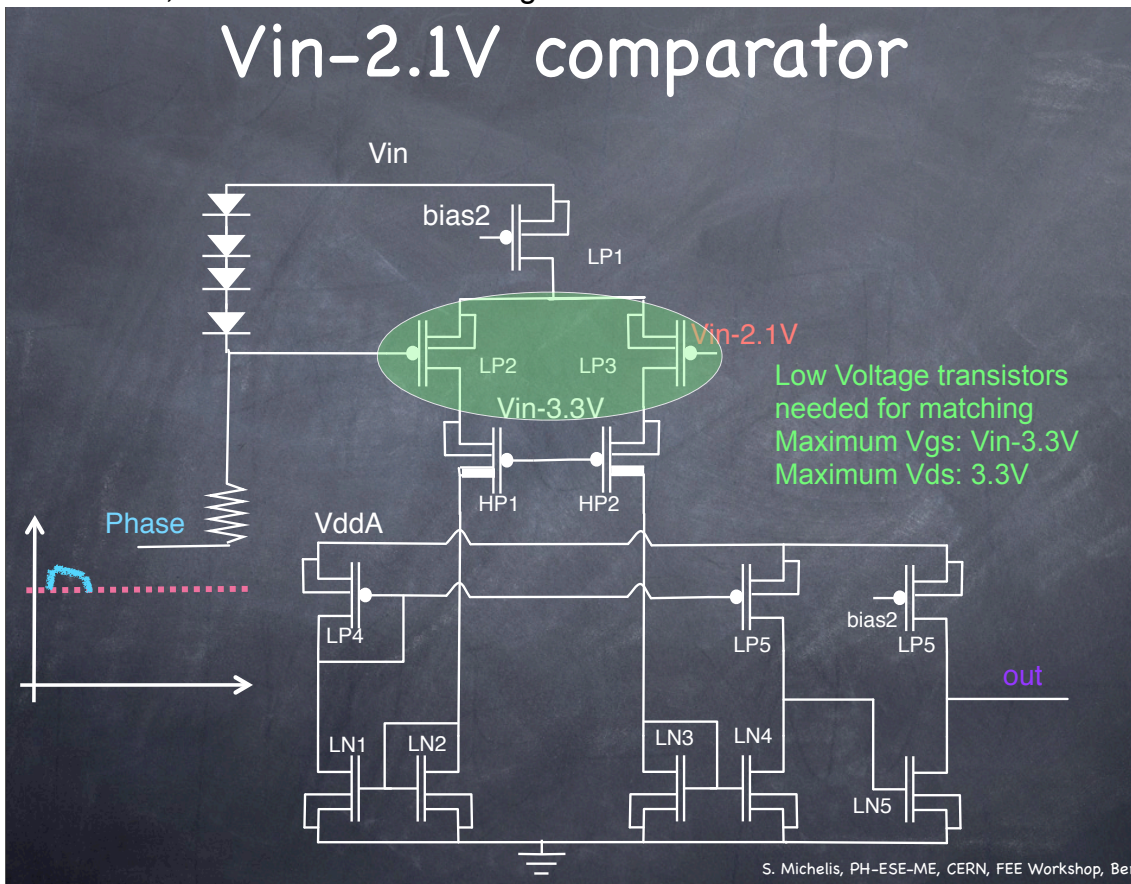 Vin-2.1V comparator
Vin
bias2
LP1
Vin-2.1V
LP2
LP3
Low Voltage transistors
needed for matching
Maximum Vgs: Vin-3.3V
Maximum Vds: 3.3V
Vin-3.3V
HP1
HP2
Phase
VddA
LP4
LP5
bias2
LP5
out
LN1
LN2
LN3
LN4
LN5
S. Michelis, PH-ESE-ME, CERN, FEE Workshop, Ber